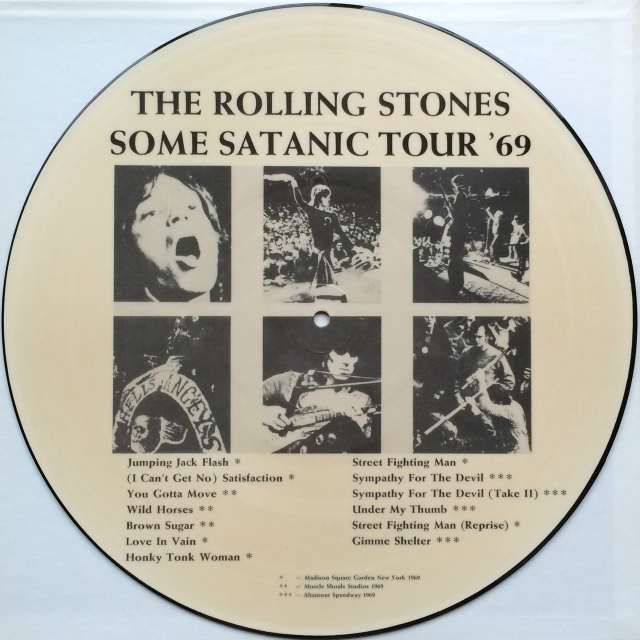 THE ROLLING STONES
SOME SATANIC TOUR '69
HELLS ANGELS
Jumping Jack Flash *
(I Can't Get No) Satisfaction *
You Gotta Move * *
Wild Horses * *
Brown Sugar * *
Love In Vain *
Honky Tonk Woman *
Street Fighting Man *
Sympathy For The Devil * * *
Sympathy For The Devil (Take II) * * *
Under My Thumb * * *
Street Fighting Man (Reprise) *
Gimme Shelter * * *
* – Madison Square Garden New York 1969
* * – Muscle Shoals Studios 1969
* * * – Altamont Speedway 1969